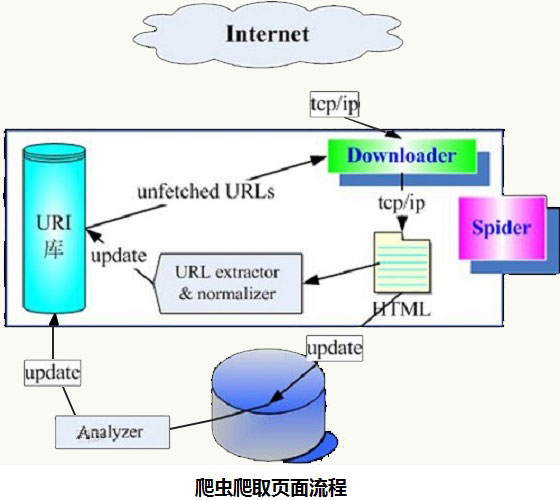 Internet
tcp/ip
Downloader
unfetched URLs
tcp/ip
URI
库
Spider
update
URL extractor
& normalizer
HTML
update
update
Analyzer
爬虫爬取页面流程